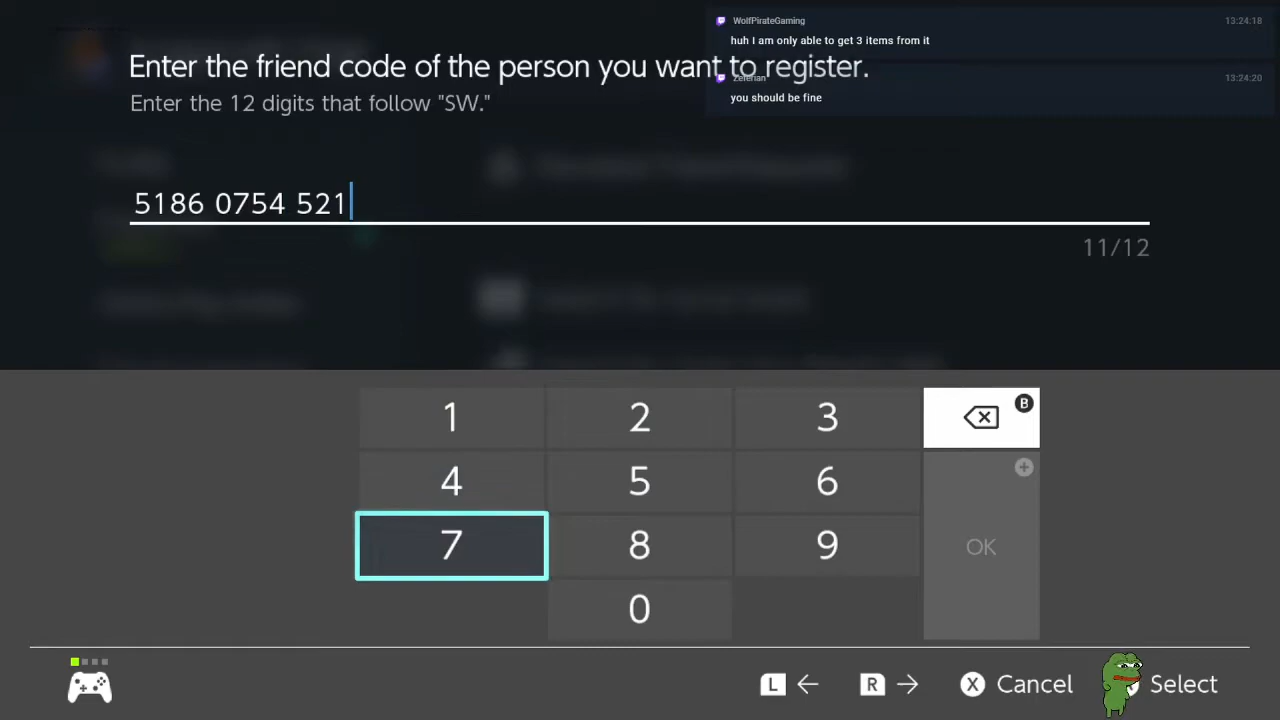 WolfPirateGaming
13:24:18
huh I am only able to get 3 items from it
Enter the friend code of the person you want to register.
Zeferian
13:24:20
you should be fine
Enter the 12 digits that follow "SW."
5186 0754 521
11/12
1 2 3 B
4 5 6
7 8 9 OK
0
L R X Cancel Select